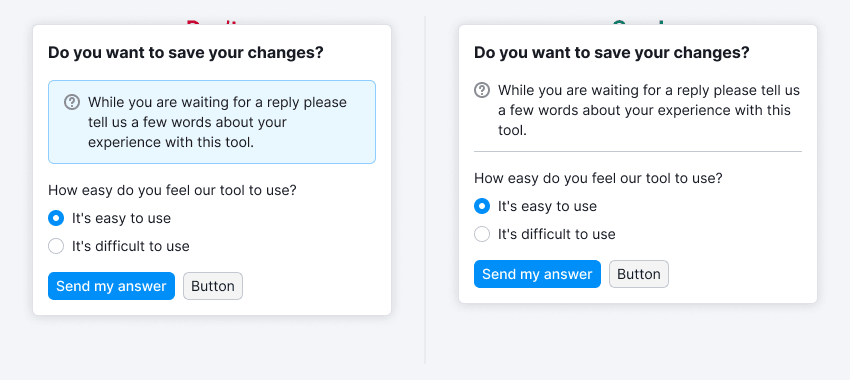 Do you want to save your changes?
While you are waiting for a reply please
tell us a few words about your
experience with this tool.
How easy do you feel our tool to use?
It's easy to use
It's difficult to use
Send my answer
Button
Do you want to save your changes?
While you are waiting for a reply please tell us
a few words about your experience with this
tool.
How easy do you feel our tool to use?
It's easy to use
It's difficult to use
Send my answer
Button